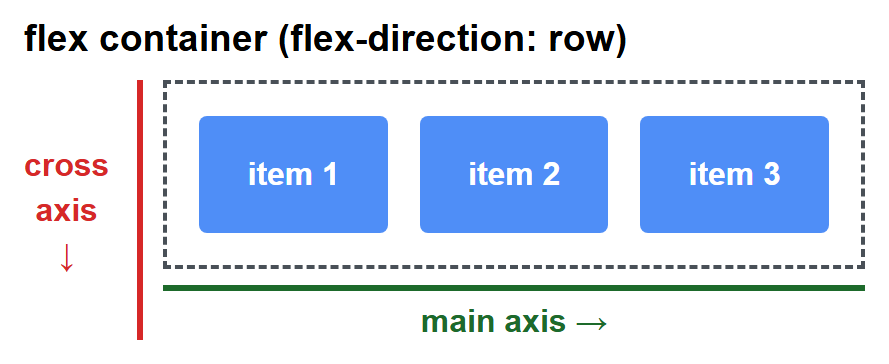 flex container (flex-direction: row)
cross
axis
↓
item 1
item 2
item 3
main axis →